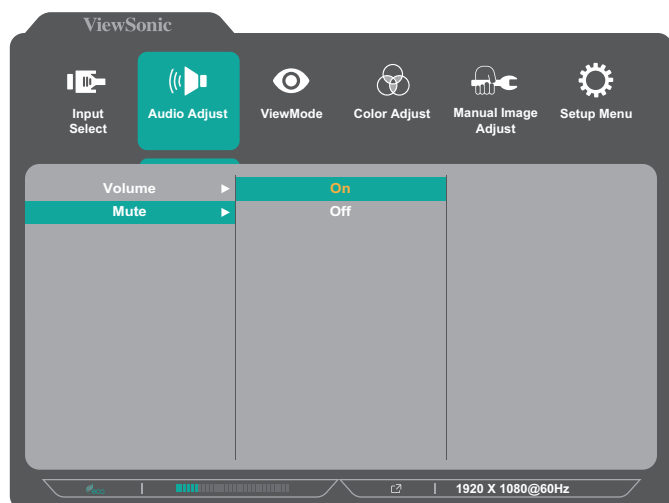 ViewSonic
Input Select
Audio Adjust
ViewMode
Color Adjust
Manual Image Adjust
Setup Menu
Volume
On
Mute
Off
eco
1920 X 1080@60Hz